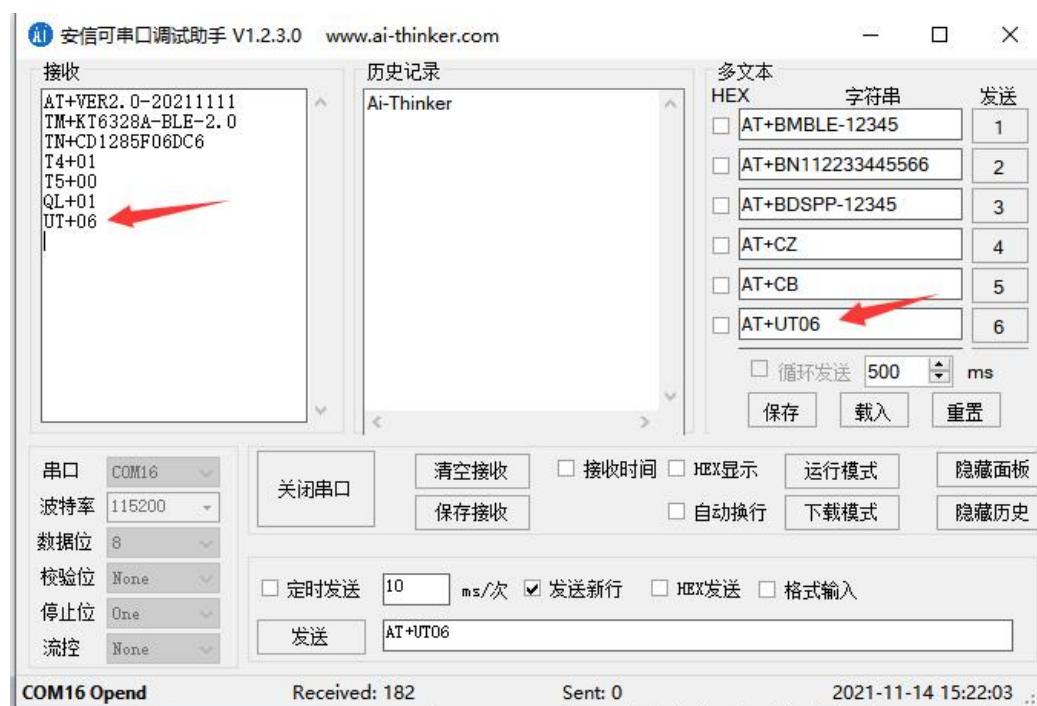 安信可串口调试助手 V1.2.3.0 www.ai-thinker.com
接收
AT+VER2.0-20211111
TM+KT6328A-BLE-2.0
TN+CD1285F06DC6
T4+01
T5+00
QL+01
UT+06
历史记录
Ai-Thinker
多文本
HEX 字符串 发送
AT+BMBLE-12345 1
AT+BN112233445566 2
AT+BDSPP-12345 3
AT+CZ 4
AT+CB 5
AT+UT06 6
循环发送 500 ms
保存 载入 重置
串口 COM16
波特率 115200
数据位 8
校验位 None
停止位 One
流控 None
关闭串口
清空接收 接收时间 HEX显示 运行模式 隐藏面板
保存接收 自动换行 下载模式 隐藏历史
定时发送 10 ms/次 发送新行 HEX发送 格式输入
发送 AT+UT06
COM16 Opend Received: 182 Sent: 0 2021-11-14 15:22:03